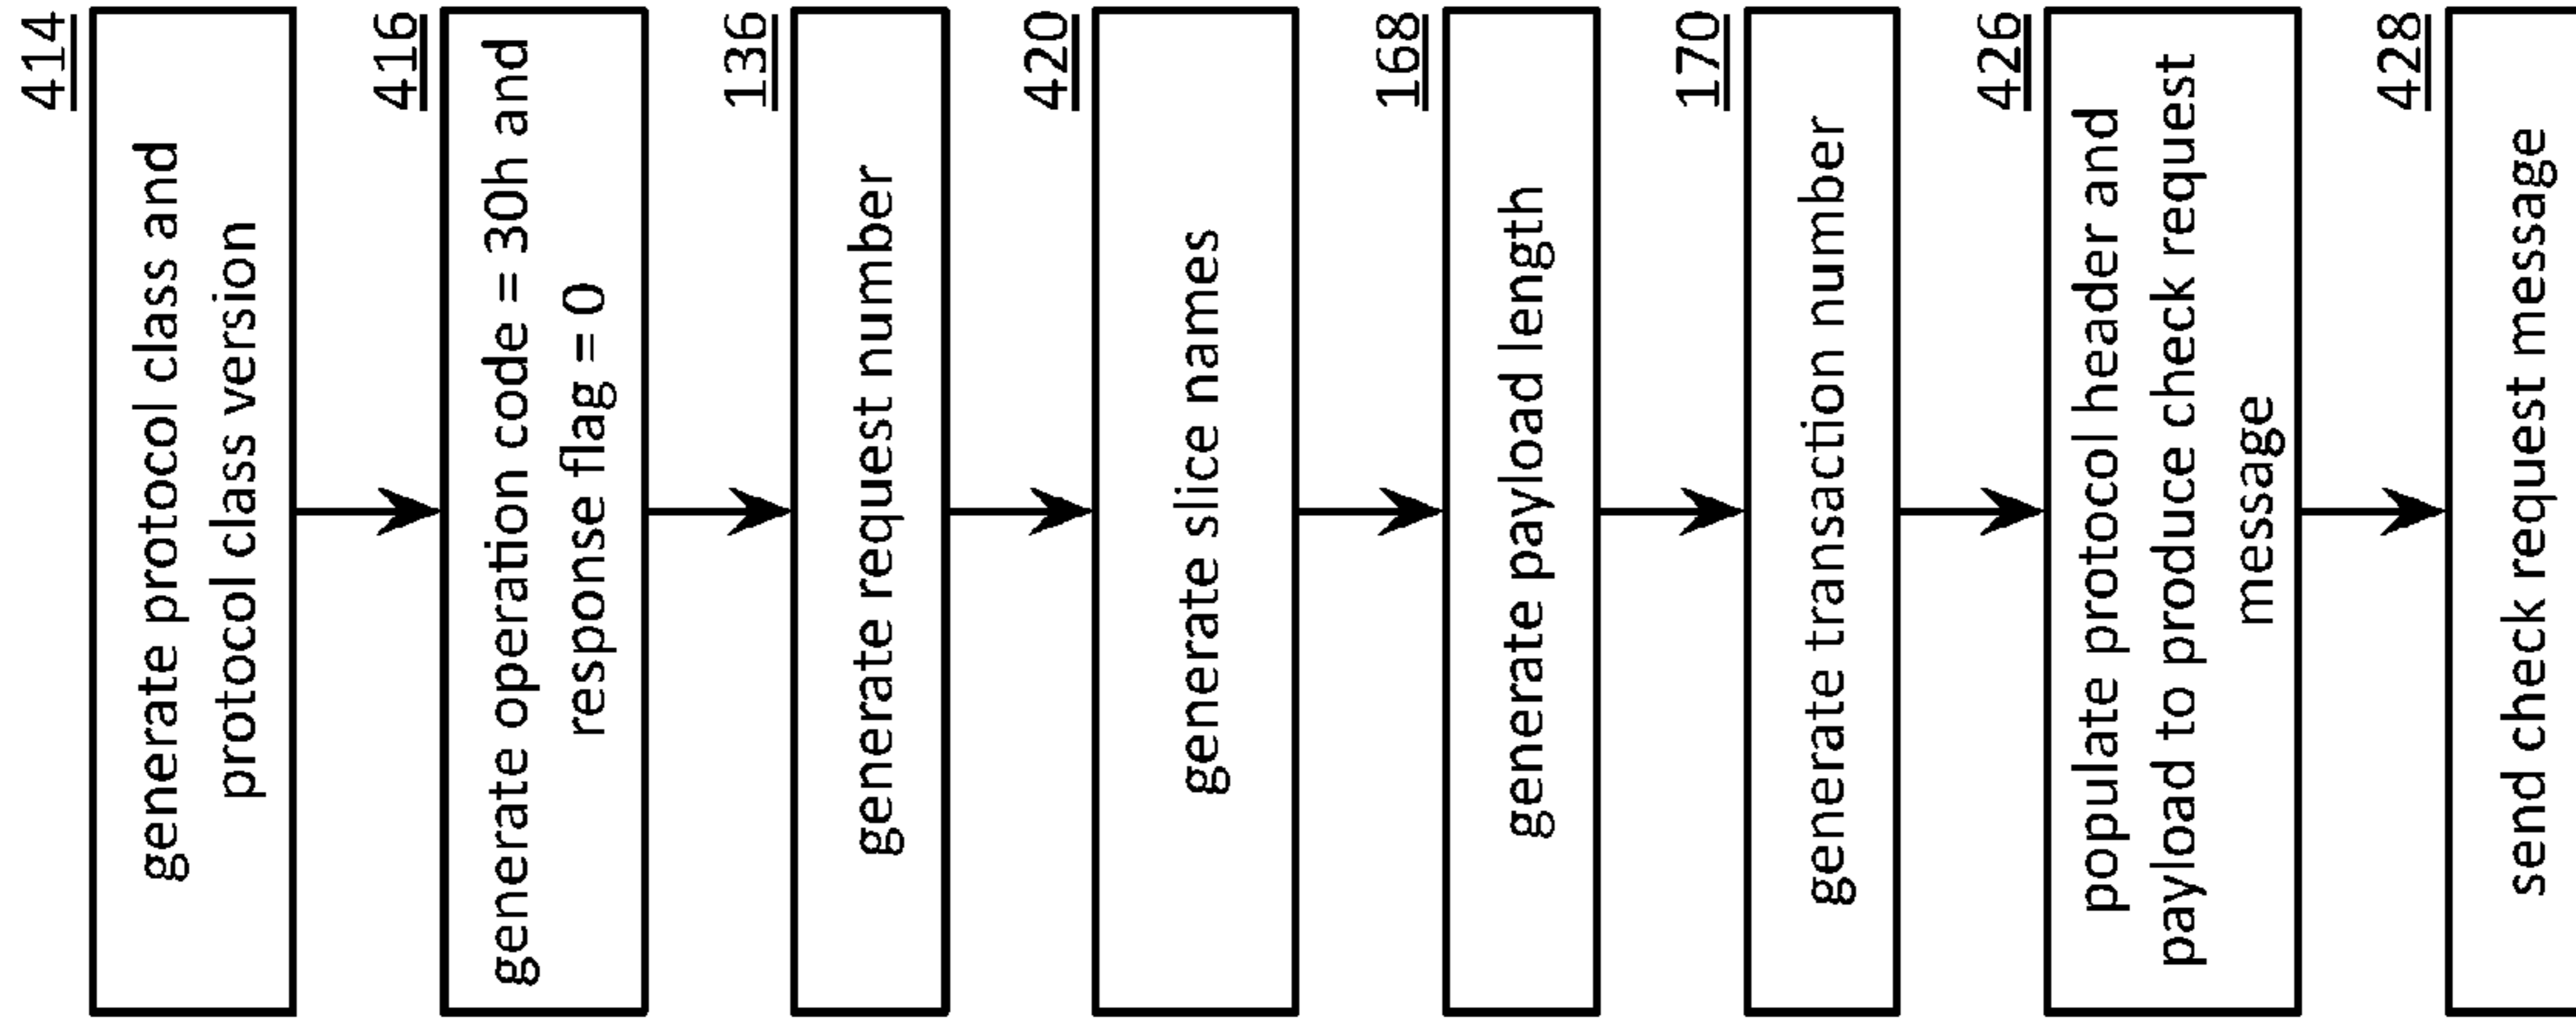 414
generate protocol class and
protocol class version
416
generate operation code = 30h and
response flag = 0
136
generate request number
420
generate slice names
168
generate payload length
170
generate transaction number
426
populate protocol header and
payload to produce check request
message
428
send check request message